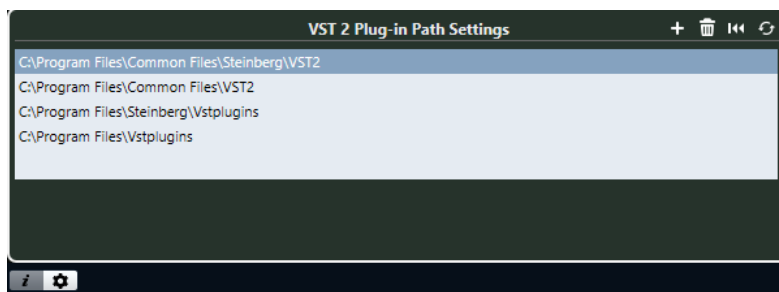 VST 2 Plug-in Path Settings
C:\Program Files\Common Files\Steinberg\VST2
C:\Program Files\Common Files\VST2
C:\Program Files\Steinberg\Vstplugins
C:\Program Files\Vstplugins
i